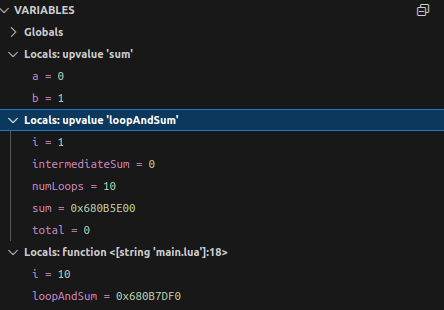 VARIABLES
Globals
Locals: upvalue 'sum'
a = 0
b = 1
Locals: upvalue 'loopAndSum'
i = 1
intermediateSum = 0
numLoops = 10
sum = 0x680B5E00
total = 0
Locals: function <[string 'main.lua']:18>
i = 10
loopAndSum = 0x680B7DF0